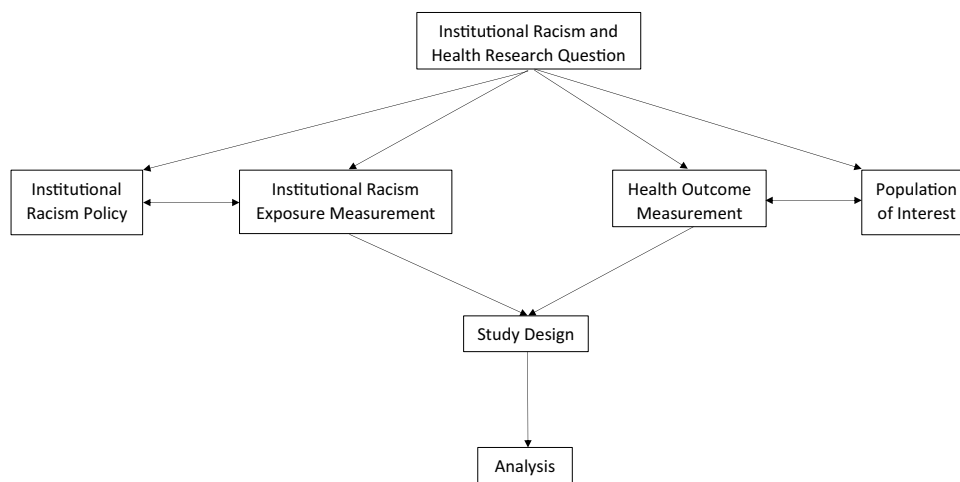 Institutional Racism and
Health Research Question
Institutional
Racism Policy
Institutional Racism
Exposure Measurement
Health Outcome
Measurement
Population
of Interest
Study Design
Analysis